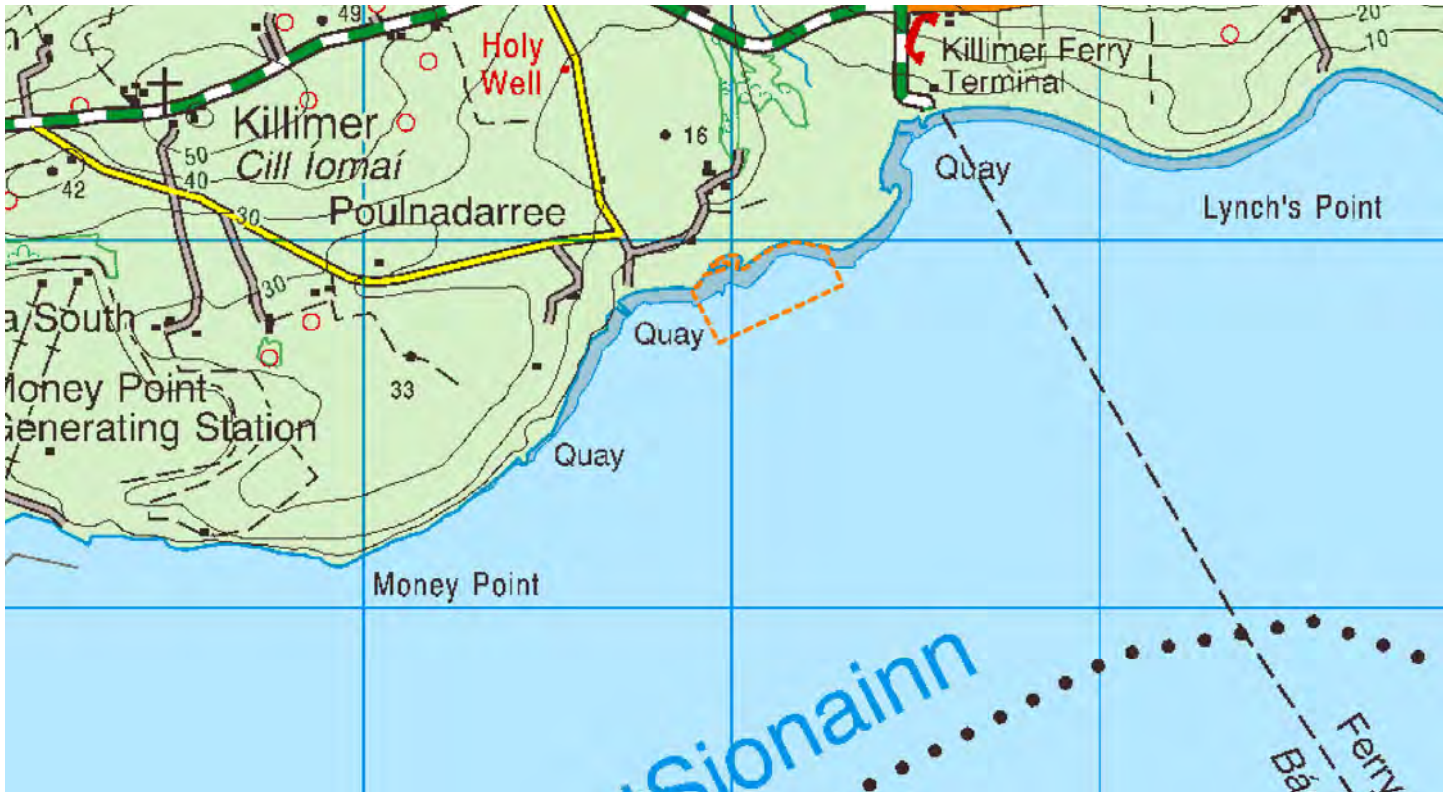 49
20
10
Holy
Well
Killimer Ferry
Terminal
Killimer
Cill Íomaí
16
50
40
42
30
Poulnadarree
Quay
Lynch's Point
30
South
Quay
Money Point
Generating Station
33
Quay
Money Point
Sionainn
Ferry
Bá